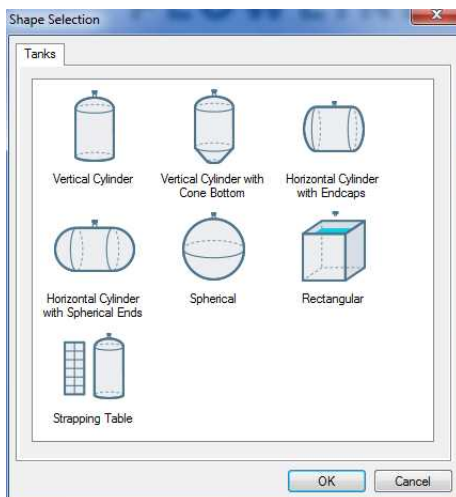 Shape Selection
Tanks
Vertical Cylinder
Vertical Cylinder with
Cone Bottom
Horizontal Cylinder
with Endcaps
Horizontal Cylinder
with Spherical Ends
Spherical
Rectangular
Strapping Table
OK
Cancel